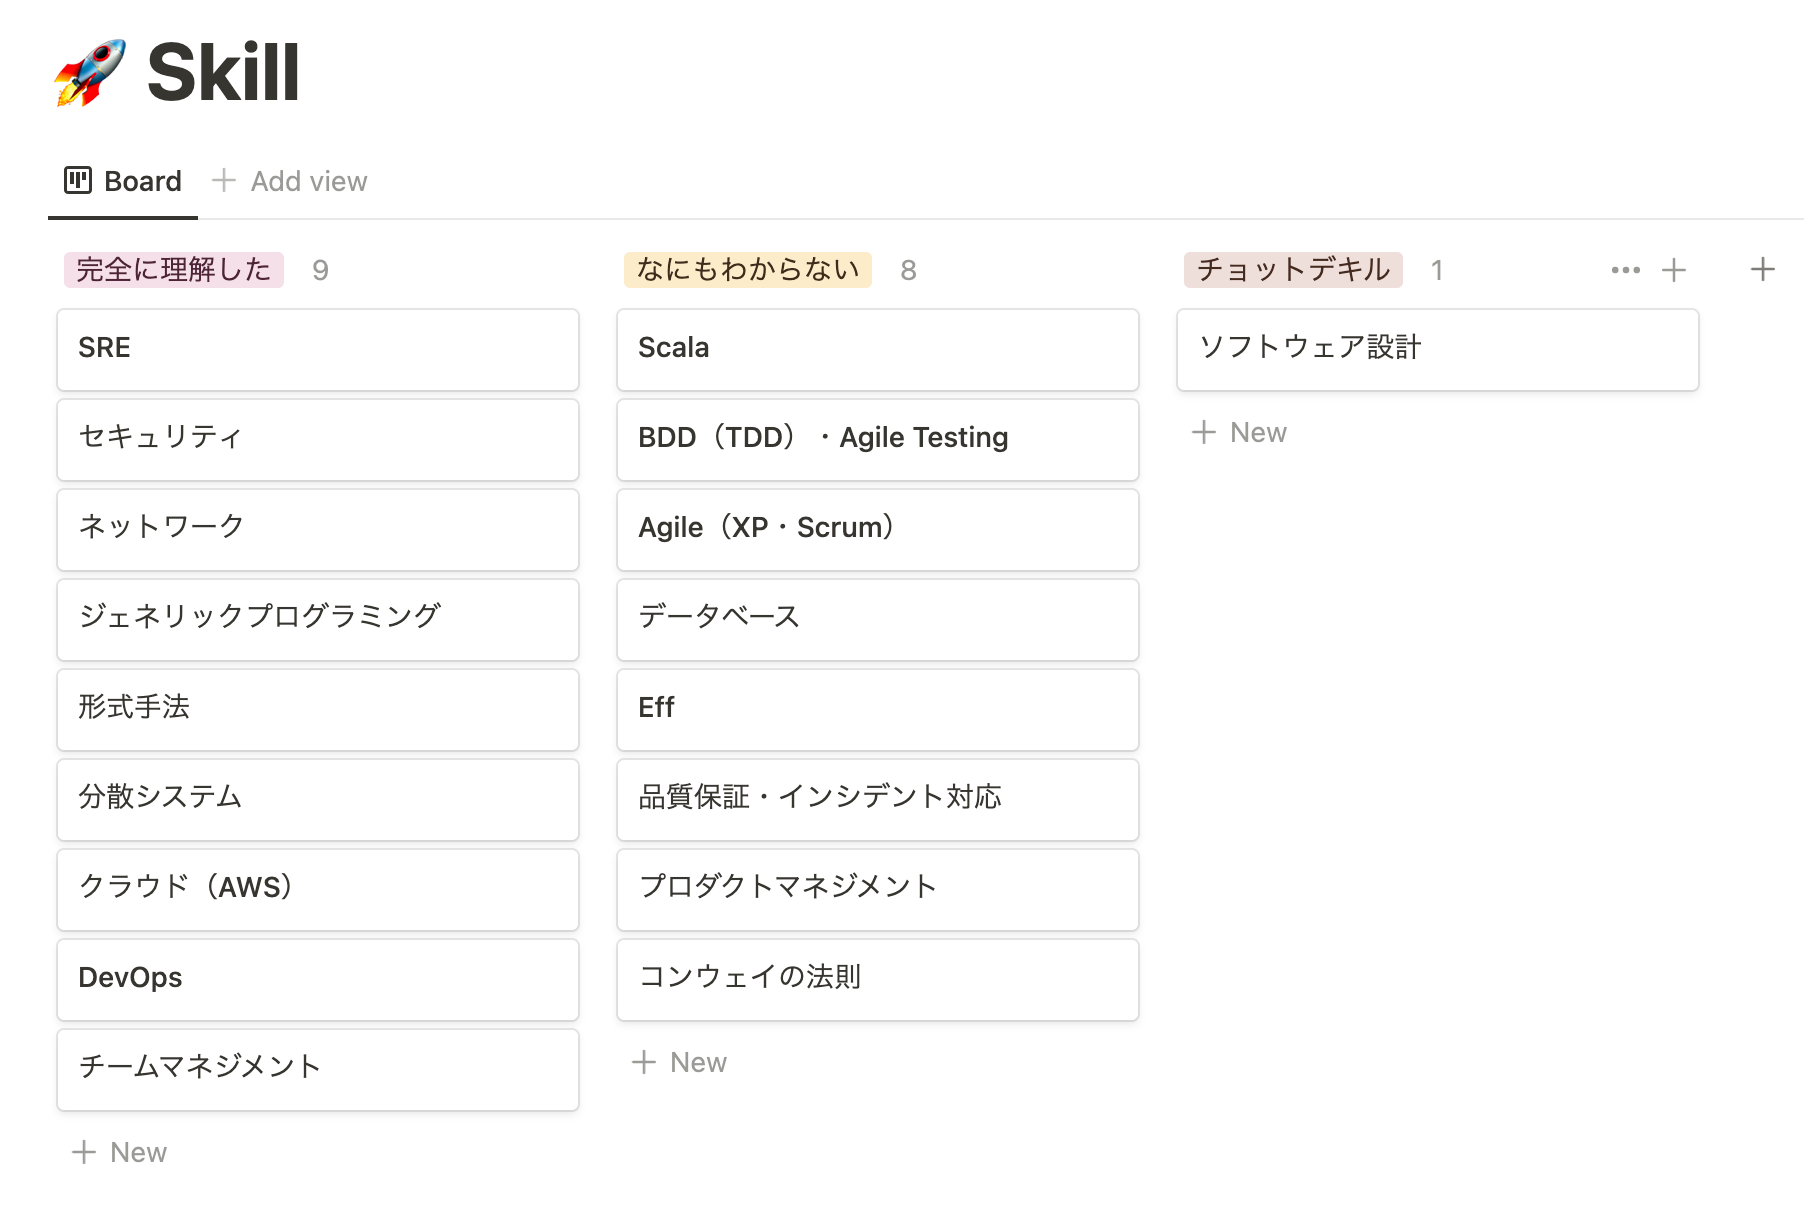 Skill
Board
Add view
完全に理解した 9
SRE
セキュリティ
ネットワーク
ジェネリックプログラミング
形式手法
分散システム
クラウド（AWS）
DevOps
チームマネジメント
New
なにもわからない 8
Scala
BDD（TDD）・Agile Testing
Agile（XP・Scrum）
データベース
Eff
品質保証・インシデント対応
プロダクトマネジメント
コンウェイの法則
New
チョットデキル 1
ソフトウェア設計
New